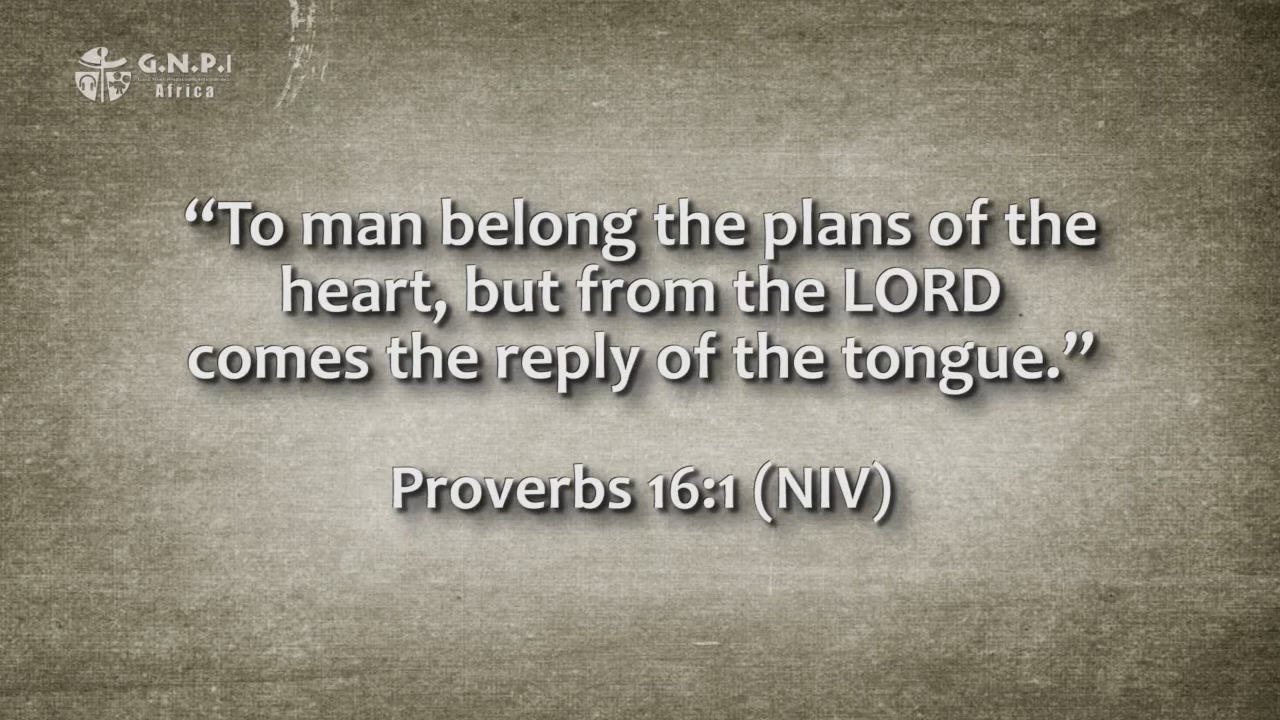 G.N.P.I
Africa
“To man belong the plans of the
heart, but from the LORD
comes the reply of the tongue.”
Proverbs 16:1 (NIV)